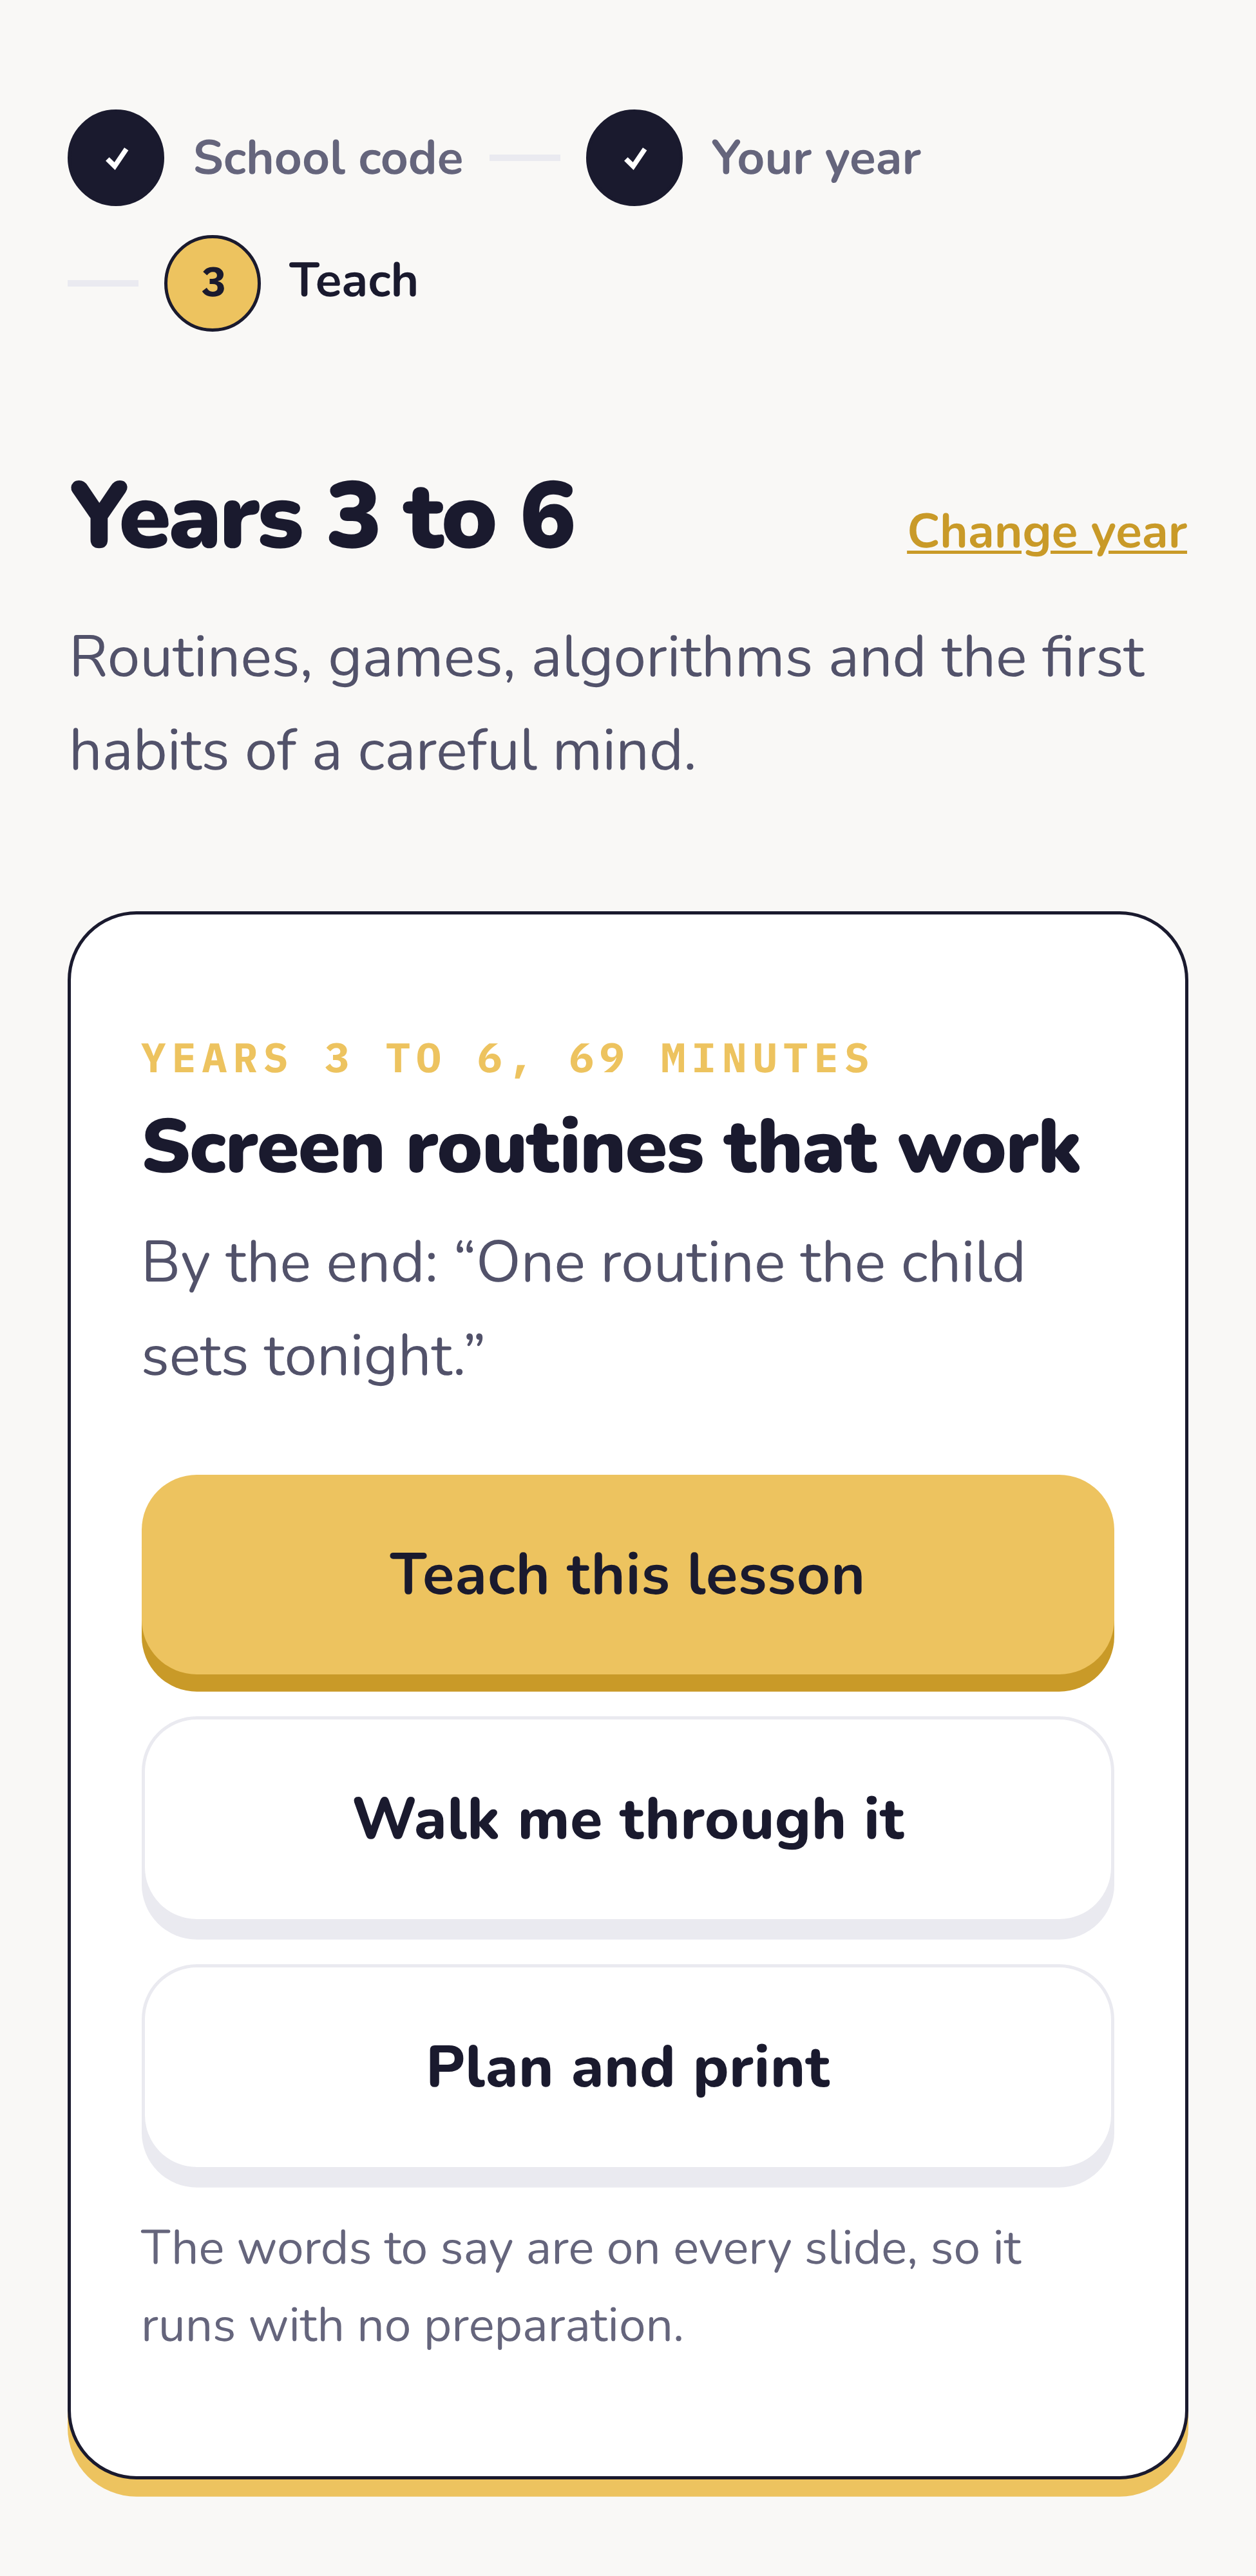 School code
Your year
3 Teach
Years 3 to 6
Change year
Routines, games, algorithms and the first
habits of a careful mind.
YEARS 3 TO 6, 69 MINUTES
Screen routines that work
By the end: “One routine the child
sets tonight.”
Teach this lesson
Walk me through it
Plan and print
The words to say are on every slide, so it
runs with no preparation.